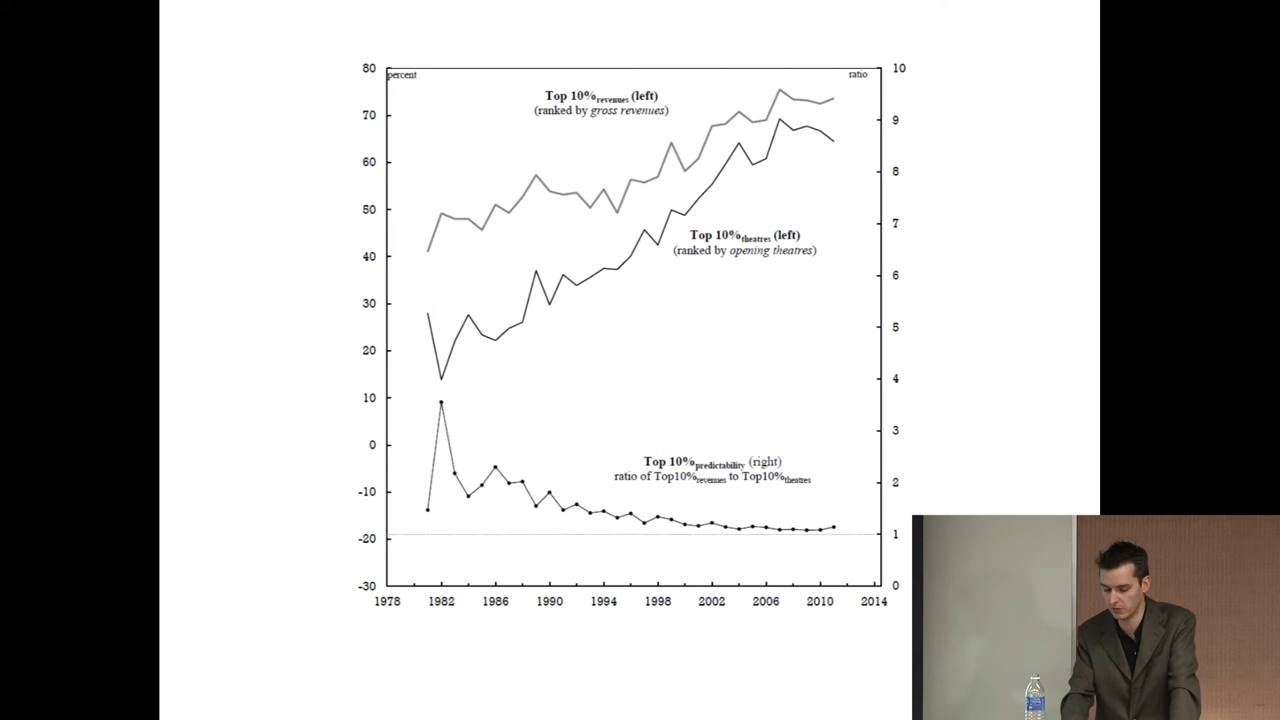 80
percent
ratio
10
Top 10%revenues (left)
(ranked by gross revenues)
70
9
60
8
50
7
Top 10%theatres (left)
(ranked by opening theatres)
40
6
30
5
20
4
10
3
0
Top 10%predictability (right)
ratio of Top10%revenues to Top10%theatres
2
-10
-20
1
-30
0
1978 1982 1986 1990 1994 1998 2002 2006 2010 2014